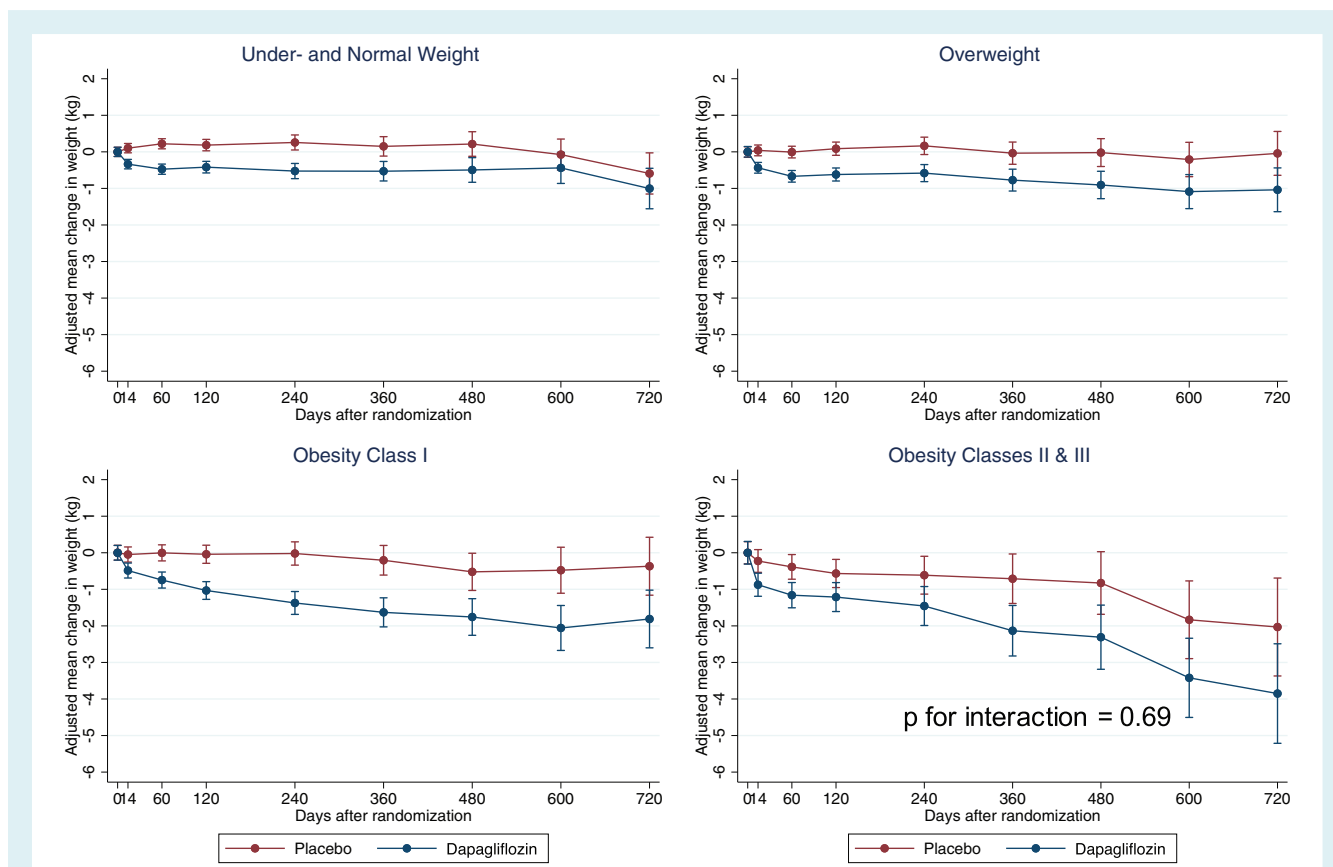 Under- and Normal Weight
Adjusted mean change in weight (kg)
2
1
0
-1
-2
-3
-4
-5
-6
0 14 60 120 240 360 480 600 720
Days after randomization
Overweight
Adjusted mean change in weight (kg)
2
1
0
-1
-2
-3
-4
-5
-6
0 14 60 120 240 360 480 600 720
Days after randomization
Obesity Class I
Adjusted mean change in weight (kg)
2
1
0
-1
-2
-3
-4
-5
-6
0 14 60 120 240 360 480 600 720
Days after randomization
Obesity Classes II & III
Adjusted mean change in weight (kg)
2
1
0
-1
-2
-3
-4
-5
-6
p for interaction = 0.69
0 14 60 120 240 360 480 600 720
Days after randomization
Placebo Dapagliflozin
Placebo Dapagliflozin